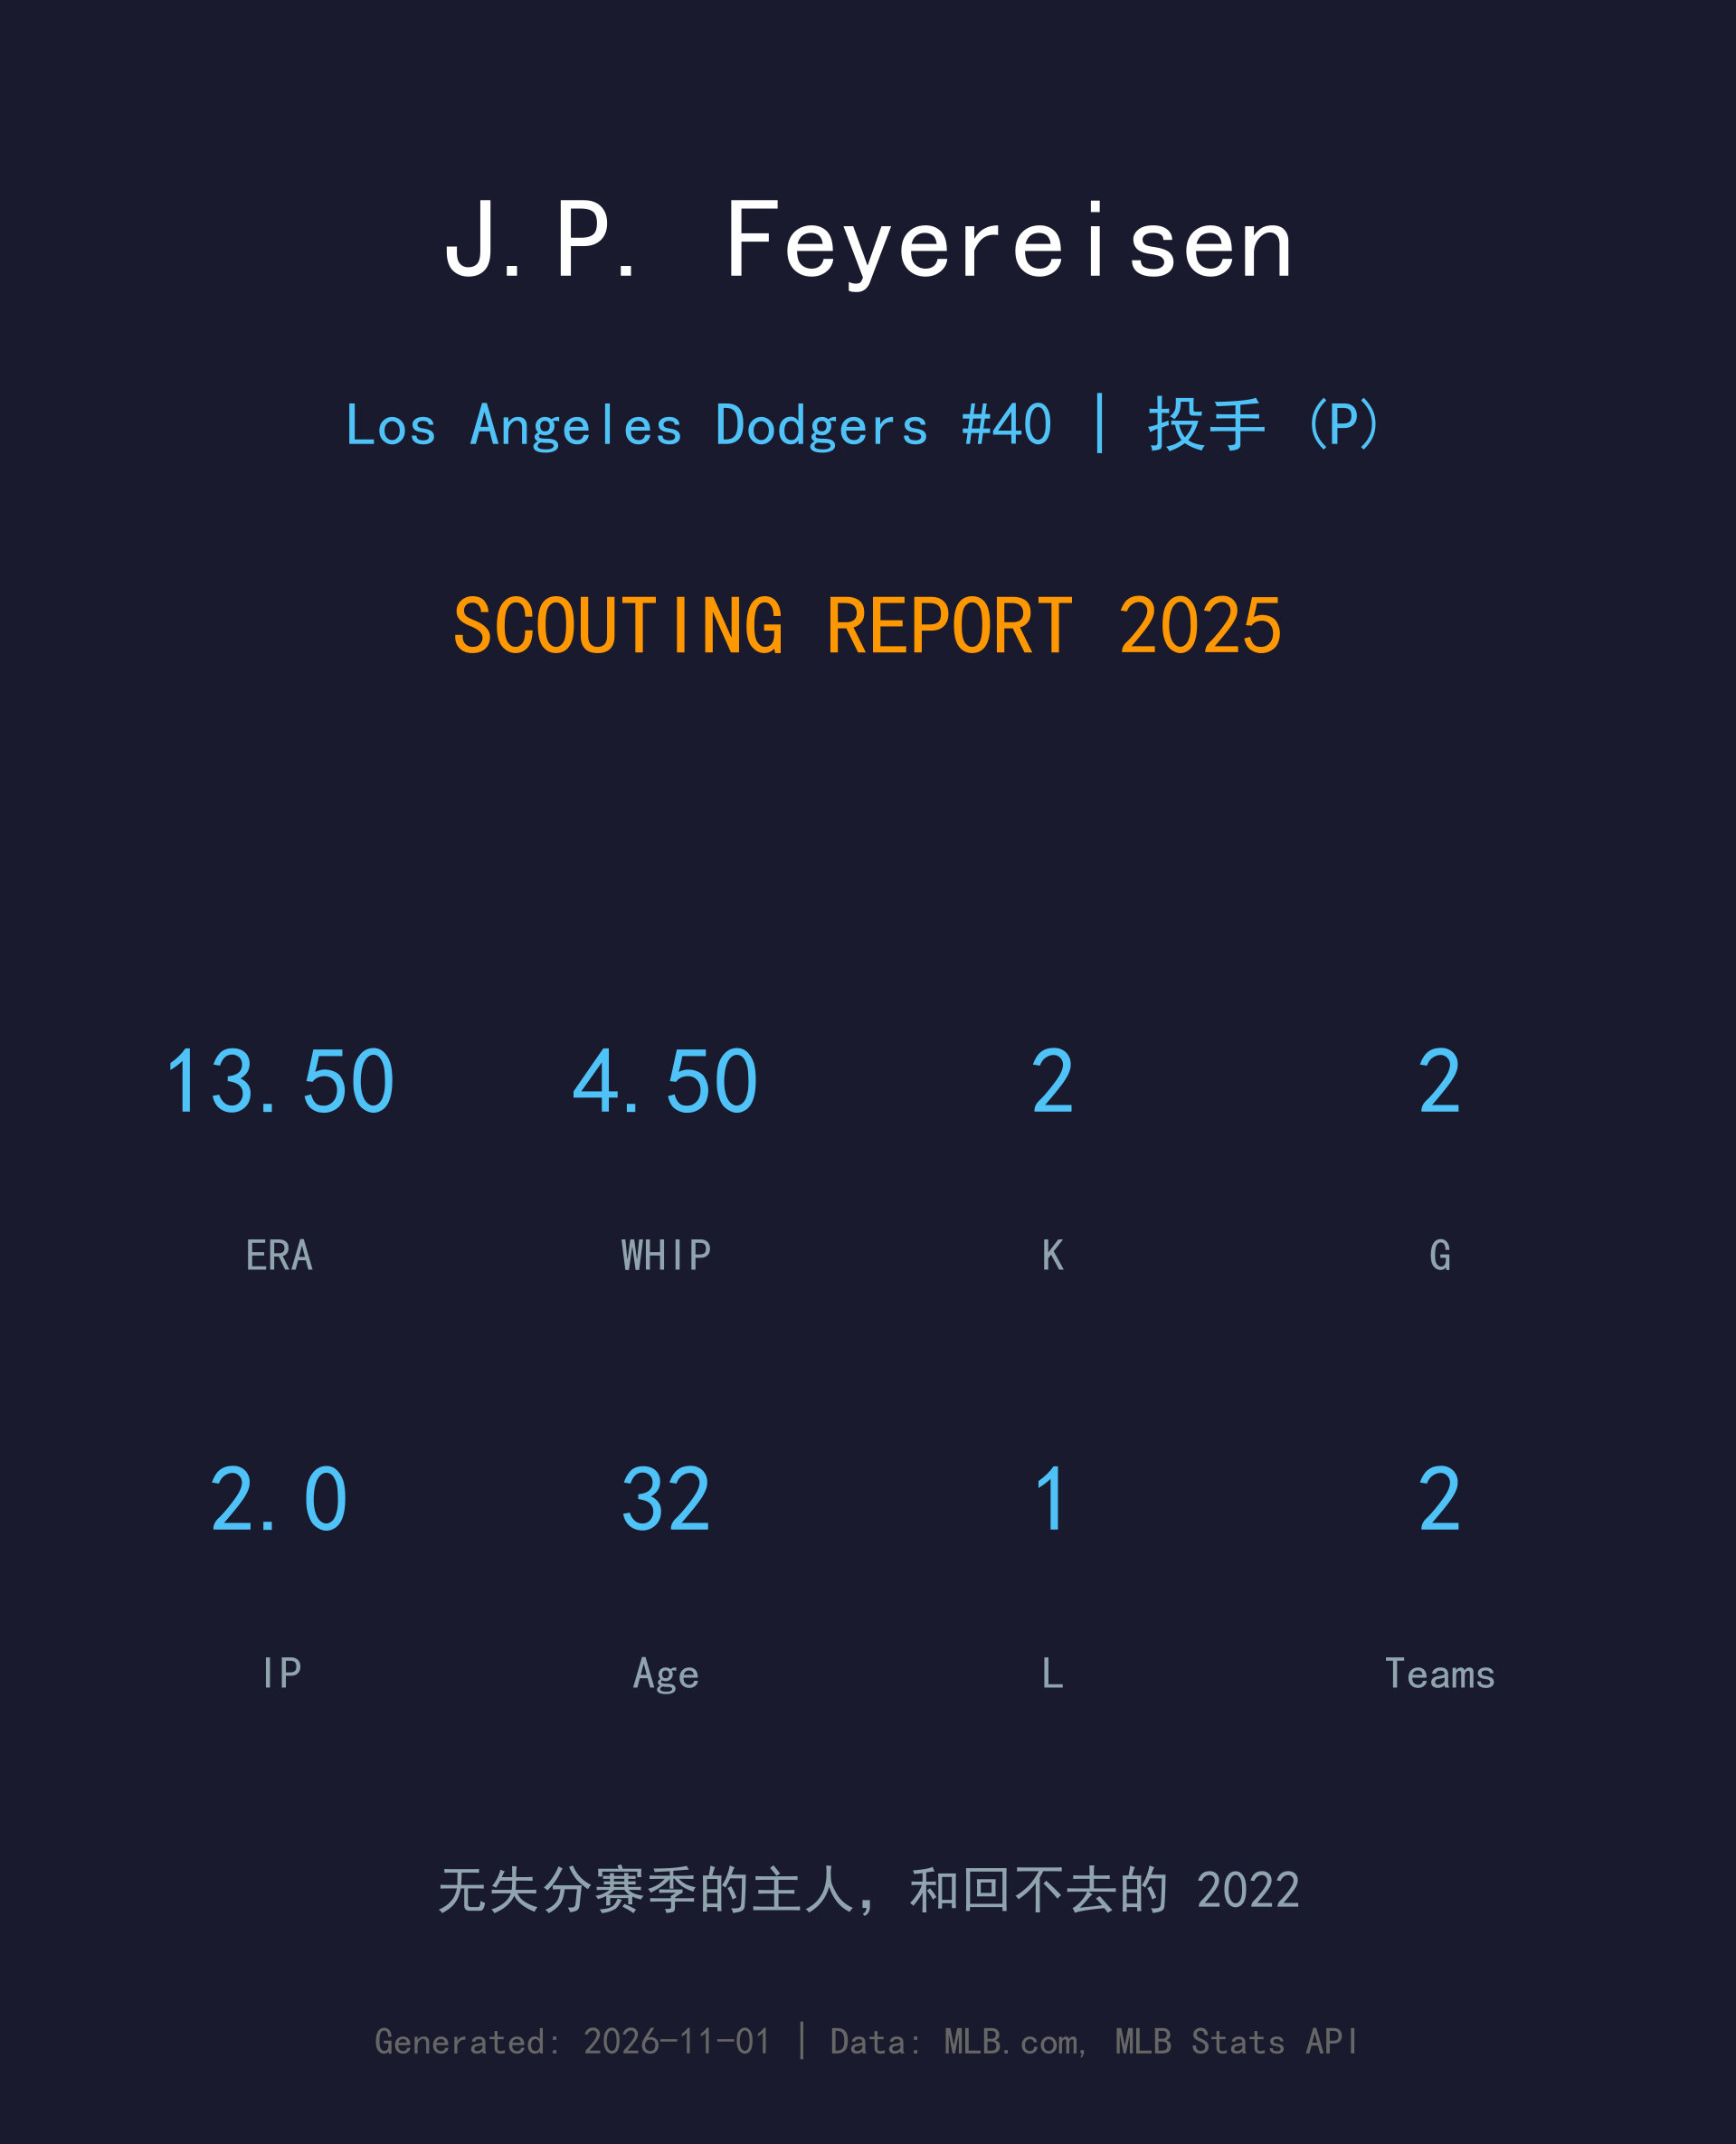 J.P. Feyereisen
Los Angeles Dodgers #40 | 投手 (P)
SCOUTING REPORT 2025
13.50 4.50 2 2
ERA WHIP K G
2.0 32 1 2
IP Age L Teams
无失分赛季的主人, 和回不去的 2022
Generated: 2026-11-01 | Data: MLB.com, MLB Stats API